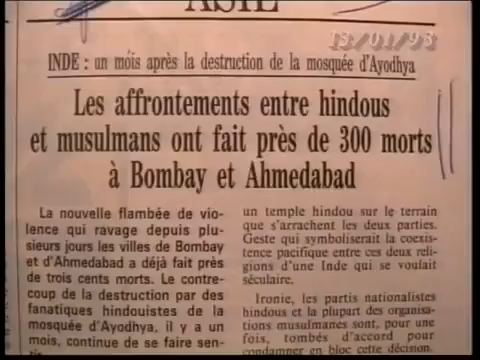 ASIE
13/01/93
INDE : un mois après la destruction de la mosquée d'Ayodhya
Les affrontements entre hindous
et musulmans ont fait près de 300 morts
à Bombay et Ahmedabad
La nouvelle flambée de vio-
lence qui ravage depuis plu-
sieurs jours les villes de Bombay
et d'Ahmedabad a déjà fait près
de trois cents morts. Le contre-
coup de la destruction par des
fanatiques hindouistes de la
mosquée d'Ayodhya, il y a un
mois, continue de se faire sen-
un temple hindou sur le terrain
que s'arrachent les deux parties.
Geste qui symboliserait la coexis-
tence pacifique entre ces deux reli-
gions d'une Inde qui se voulait
séculaire.
Ironie, les partis nationalistes
hindous et la plupart des organisa-
tions musulmanes sont, pour une
fois, tombés d'accord pour
condamner en bloc cette décision.